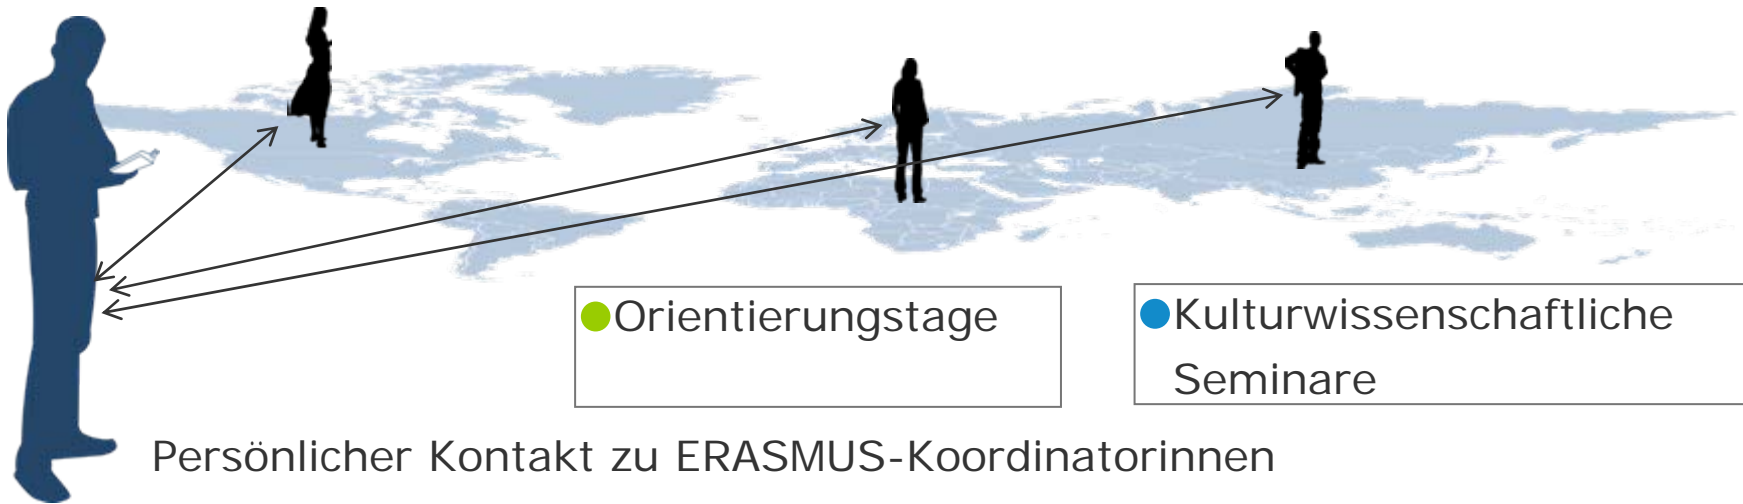 Orientierungstage
Kulturwissenschaftliche
Seminare
Persönlicher Kontakt zu ERASMUS-Koordinatorinnen